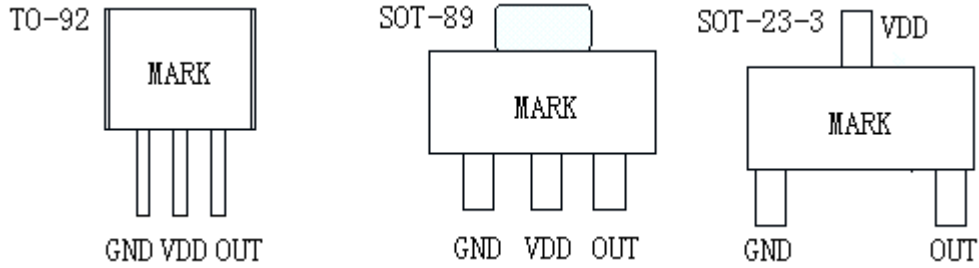 TO-92
MARK
GND VDD OUT
SOT-89
MARK
GND VDD OUT
SOT-23-3
VDD
MARK
GND OUT